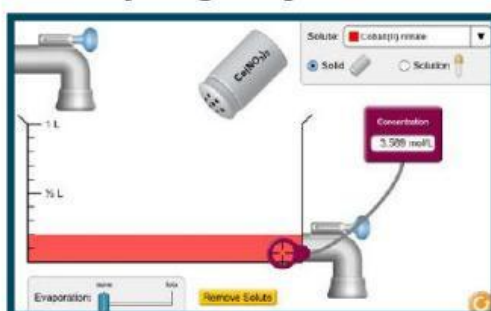 Solute: Cobalt(II) nitrate
Solid
Solution
Co(NO₃)₂
Concentration
3.589 mol/L
1 L
½ L
none
lots
Evaporation:
Remove Solute